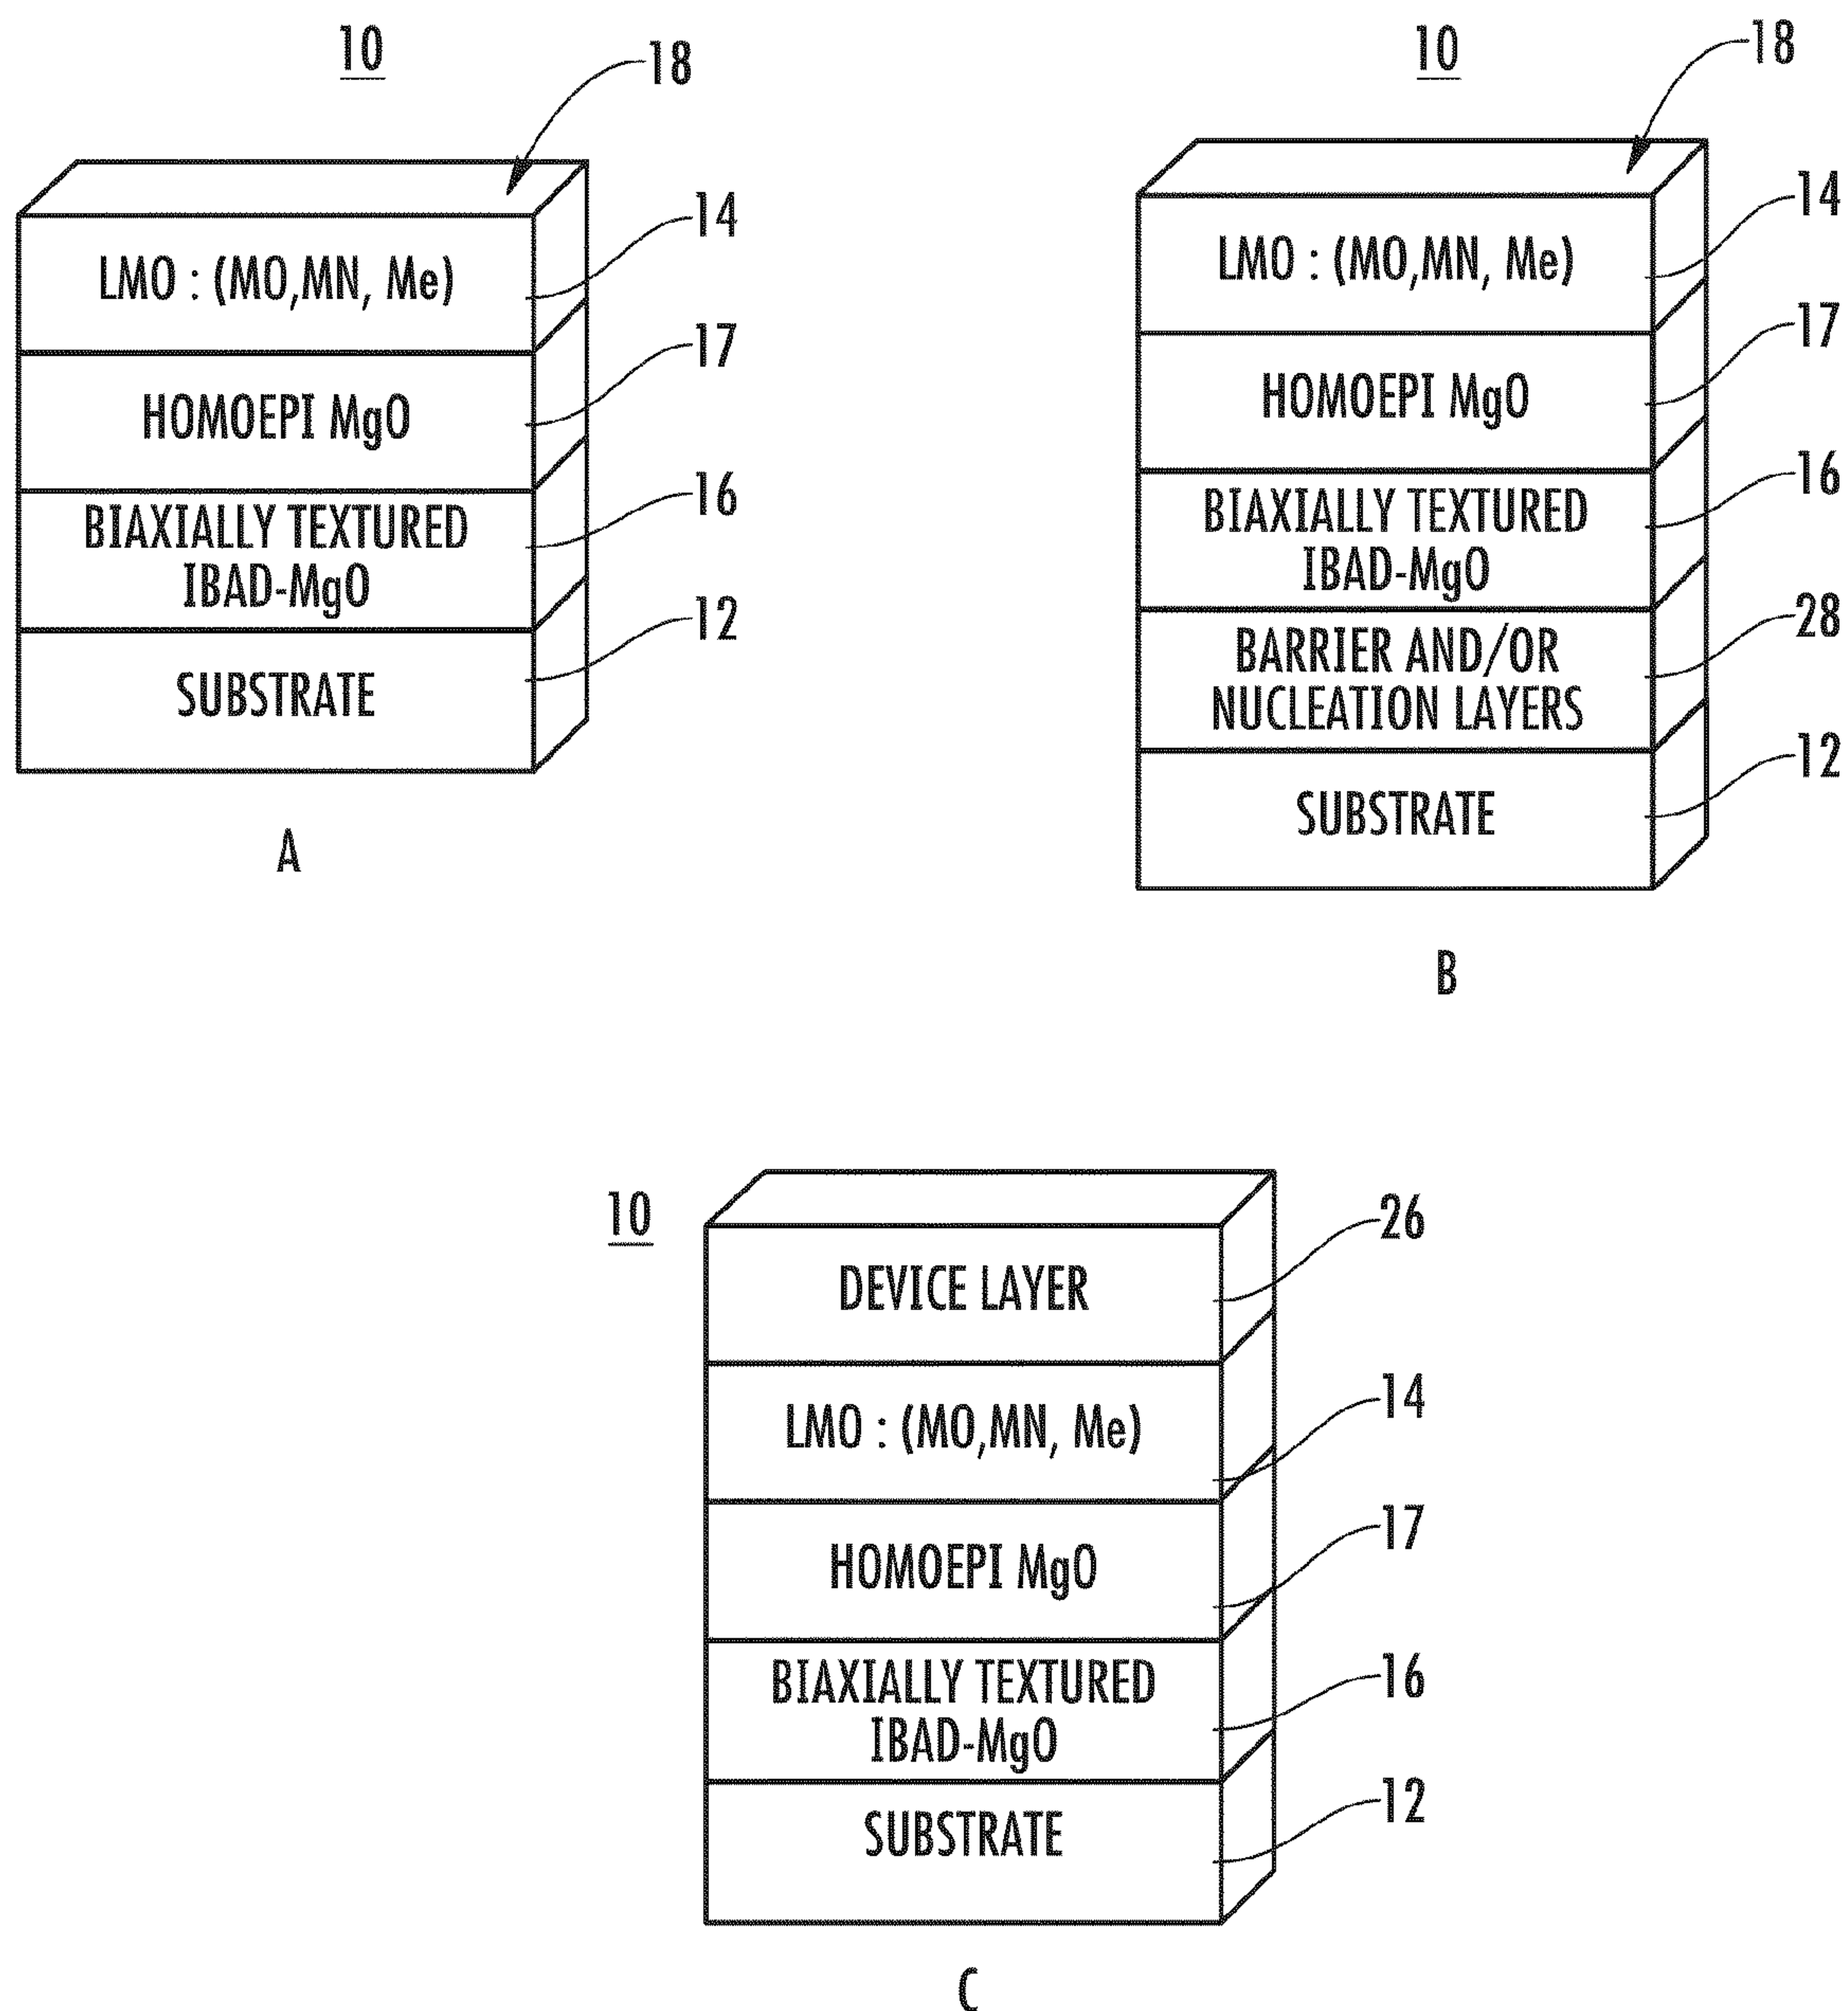 10
18
LMO : (MO,MN, Me)
14
HOMOEPI MgO
17
BIAXIALLY TEXTURED
IBAD-MgO
16
SUBSTRATE
12
A
10
18
LMO : (MO,MN, Me)
14
HOMOEPI MgO
17
BIAXIALLY TEXTURED
IBAD-MgO
16
BARRIER AND/OR
NUCLEATION LAYERS
28
SUBSTRATE
12
B
10
DEVICE LAYER
26
LMO : (MO,MN, Me)
14
HOMOEPI MgO
17
BIAXIALLY TEXTURED
IBAD-MgO
16
SUBSTRATE
12
C